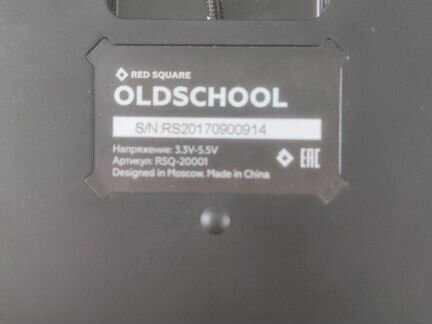 RED SQUARE
OLDSCHOOL
S/N:RS20170900914
Напряжение: 3.3V-5.5V
Артикул: RSQ-20001
Designed in Moscow. Made in China
EAC